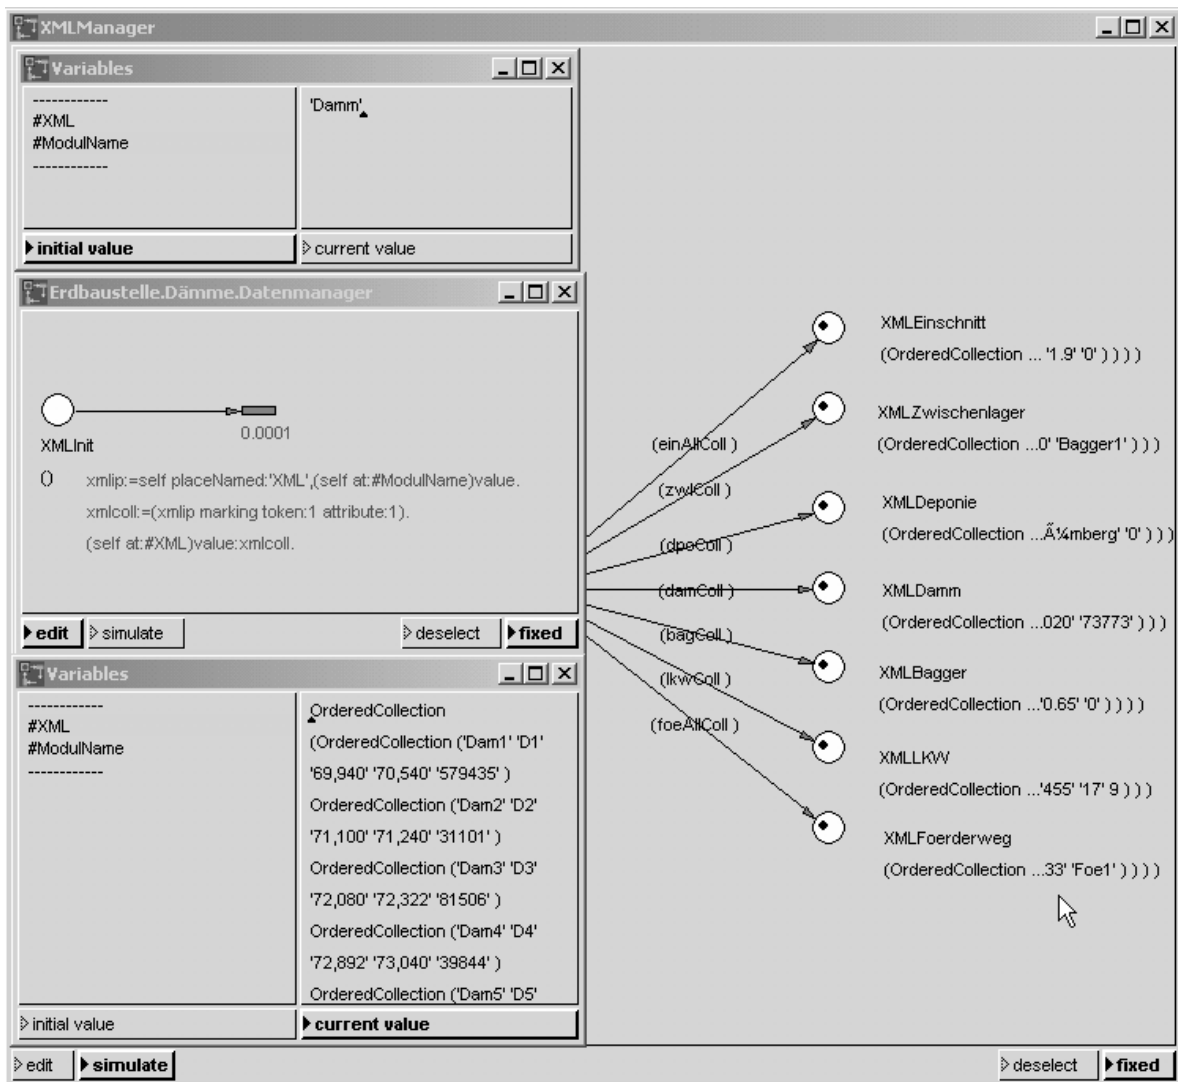 XMLManager
Variables
------------
#XML
#ModulName
------------
'Damm'
initial value
current value
Erdbaustelle.Dämme.Datenmanager
XMLInit
0.0001
()
xmlip:=self placeNamed:'XML',(self at:#ModulName)value.
xmlcoll:=(xmlip marking token:1 attribute:1).
(self at:#XML)value:xmlcoll.
edit
simulate
deselect
fixed
Variables
------------
#XML
#ModulName
------------
OrderedCollection
(OrderedCollection ('Dam1' 'D1'
'69,940' '70,540' '579435' )
OrderedCollection ('Dam2' 'D2'
'71,100' '71,240' '31101' )
OrderedCollection ('Dam3' 'D3'
'72,080' '72,322' '81506' )
OrderedCollection ('Dam4' 'D4'
'72,892' '73,040' '39844' )
OrderedCollection ('Dam5' 'D5'
initial value
current value
(einAllColl )
(zwlColl )
(dpoColl )
(damColl )
(bagColl )
(lkwColl )
(foeAllColl )
XMLEinschnitt
(OrderedCollection ... '1.9' '0' ) ) ) )
XMLZwischenlager
(OrderedCollection ...0' 'Bagger1' ) ) )
XMLDeponie
(OrderedCollection ...Ã¼mberg' '0' ) ) )
XMLDamm
(OrderedCollection ...020' '73773' ) ) )
XMLBagger
(OrderedCollection ...'0.65' '0' ) ) ) )
XMLLKW
(OrderedCollection ...'455' '17' 9 ) ) )
XMLFoerderweg
(OrderedCollection ...33' 'Foe1' ) ) ) )
edit
simulate
deselect
fixed